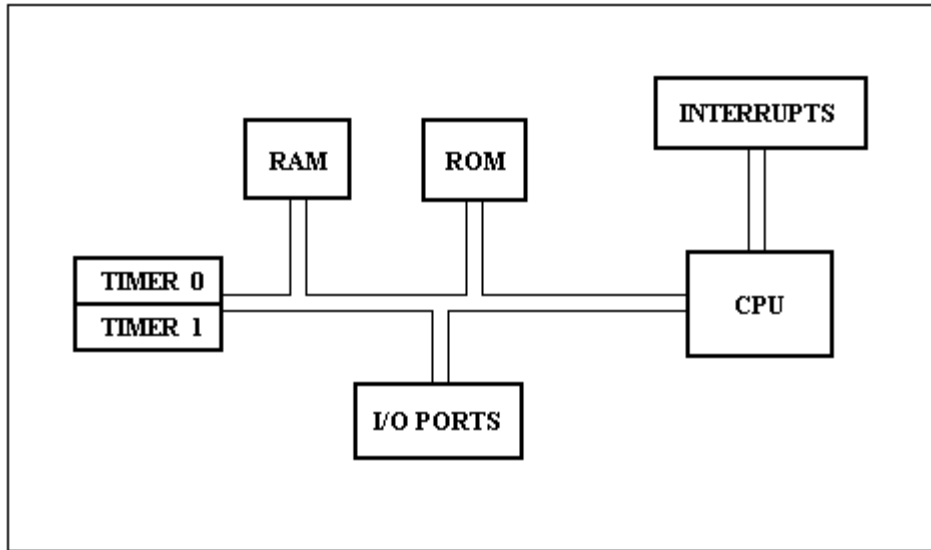 INTERRUPTS
RAM
ROM
TIMER 0
TIMER 1
CPU
I/O PORTS